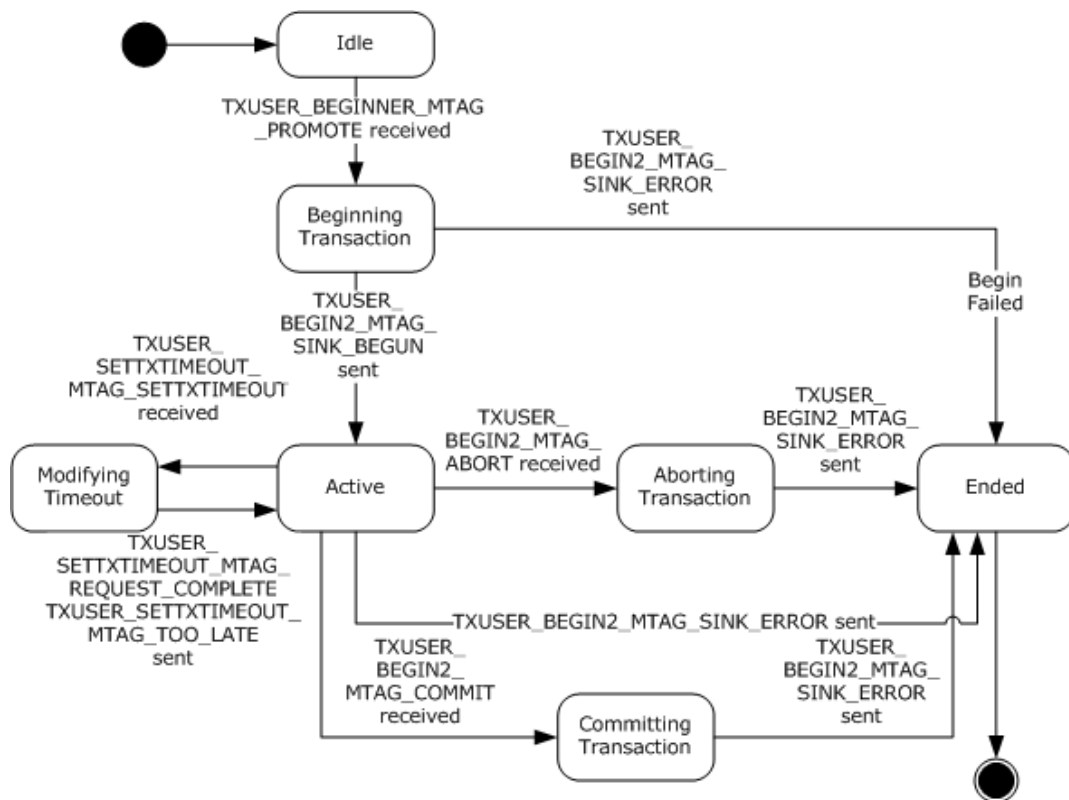 Idle
TXUSER_BEGINNER_MTAG
_PROMOTE received
TXUSER_
BEGIN2_MTAG_
SINK_ERROR
sent
Beginning
Transaction
Begin
Failed
TXUSER_
BEGIN2_MTAG_
SINK_BEGUN
sent
TXUSER_
SETTXTIMEOUT_
MTAG_SETTXTIMEOUT
received
TXUSER_
BEGIN2_MTAG_
ABORT received
TXUSER_
BEGIN2_MTAG_
SINK_ERROR
sent
Modifying
Timeout
Active
Aborting
Transaction
Ended
TXUSER_
SETTXTIMEOUT_MTAG_
REQUEST_COMPLETE
TXUSER_SETTXTIMEOUT_
MTAG_TOO_LATE
sent
TXUSER_BEGIN2_MTAG_SINK_ERROR sent
TXUSER_
BEGIN2_
MTAG_COMMIT
received
TXUSER_
BEGIN2_MTAG_
SINK_ERROR
sent
Committing
Transaction